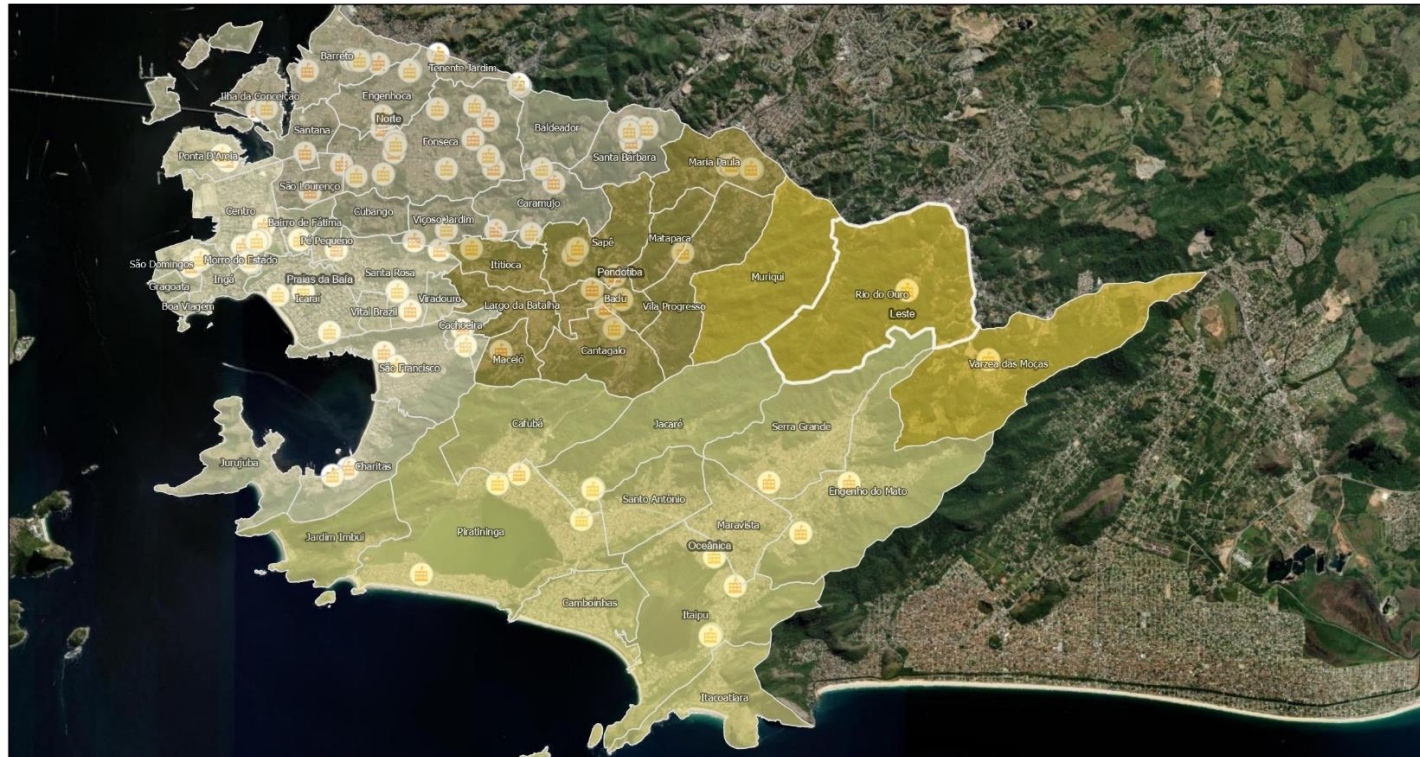 Barreto
Tenente Jardim
Ilha da Conceição
Engenhoca
Norte
Santana
Fonseca
Baldeador
Santa Bárbara
Maria Paula
Ponta D'Areia
São Lourenço
Cubango
Caramujo
Centro
Bairro de Fátima
Viçoso Jardim
Pé Pequeno
Sapê
Matapaca
Ititioca
São Domingos
Morro do Estado
Gragoatá
Ingá
Praias da Baía
Santa Rosa
Pendotiba
Muriqui
Boa Viagem
Icaraí
Vital Brazil
Viradouro
Largo da Batalha
Badu
Vila Progresso
Rio do Ouro
Leste
Cachoeira
Maceió
Cantagalo
São Francisco
Várzea das Moças
Cafubá
Jacaré
Serra Grande
Jurujuba
Charitas
Santo Antônio
Engenho do Mato
Jardim Imbuí
Piratininga
Maravista
Oceânica
Camboinhas
Itaipu
Itacoatiara